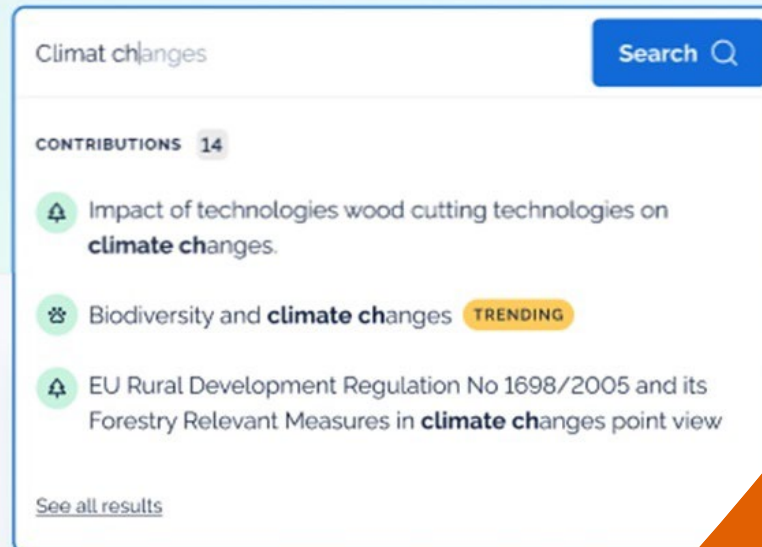 Climat changes
Search
CONTRIBUTIONS 14
Impact of technologies wood cutting technologies on
climate changes.
Biodiversity and climate changes TRENDING
EU Rural Development Regulation No 1698/2005 and its
Forestry Relevant Measures in climate changes point view
See all results